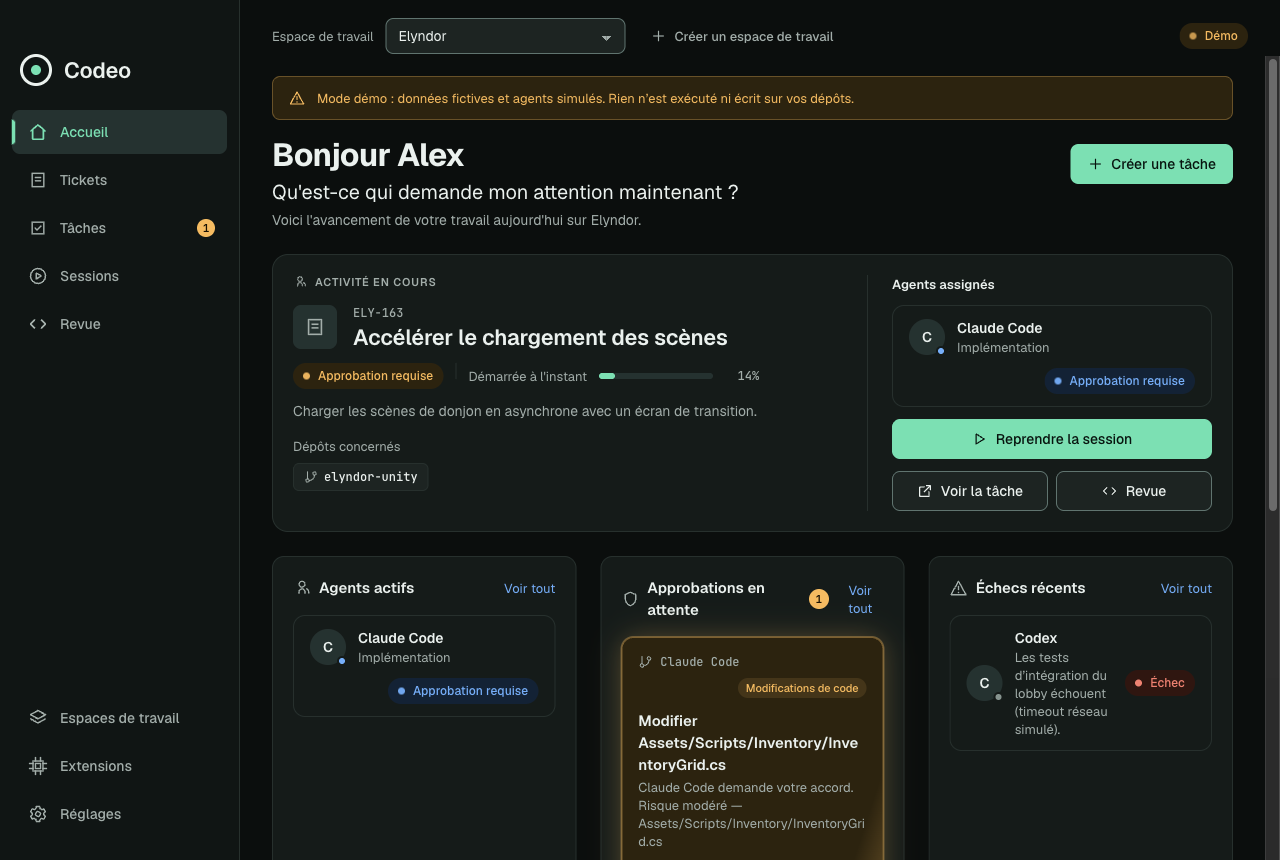 Codeo
Accueil
Tickets
Tâches
1
Sessions
Revue
Espaces de travail
Extensions
Réglages
Espace de travail
Elyndor
Créer un espace de travail
Démo
Mode démo : données fictives et agents simulés. Rien n'est exécuté ni écrit sur vos dépôts.
Bonjour Alex
Qu'est-ce qui demande mon attention maintenant ?
Voici l'avancement de votre travail aujourd'hui sur Elyndor.
Créer une tâche
ACTIVITÉ EN COURS
ELY-163
Accélérer le chargement des scènes
Approbation requise
Démarrée à l'instant
14%
Charger les scènes de donjon en asynchrone avec un écran de transition.
Dépôts concernés
elyndor-unity
Agents assignés
C
Claude Code
Implémentation
Approbation requise
Reprendre la session
Voir la tâche
Revue
Agents actifs
Voir tout
C
Claude Code
Implémentation
Approbation requise
Approbations en
attente
1
Voir
tout
Claude Code
Modifications de code
Modifier
Assets/Scripts/Inventory/Inve
ntoryGrid.cs
Claude Code demande votre accord.
Risque modéré —
Assets/Scripts/Inventory/InventoryGri
d.cs
Échecs récents
Voir tout
C
Codex
Les tests
d'intégration du
lobby échouent
(timeout réseau
simulé).
Échec